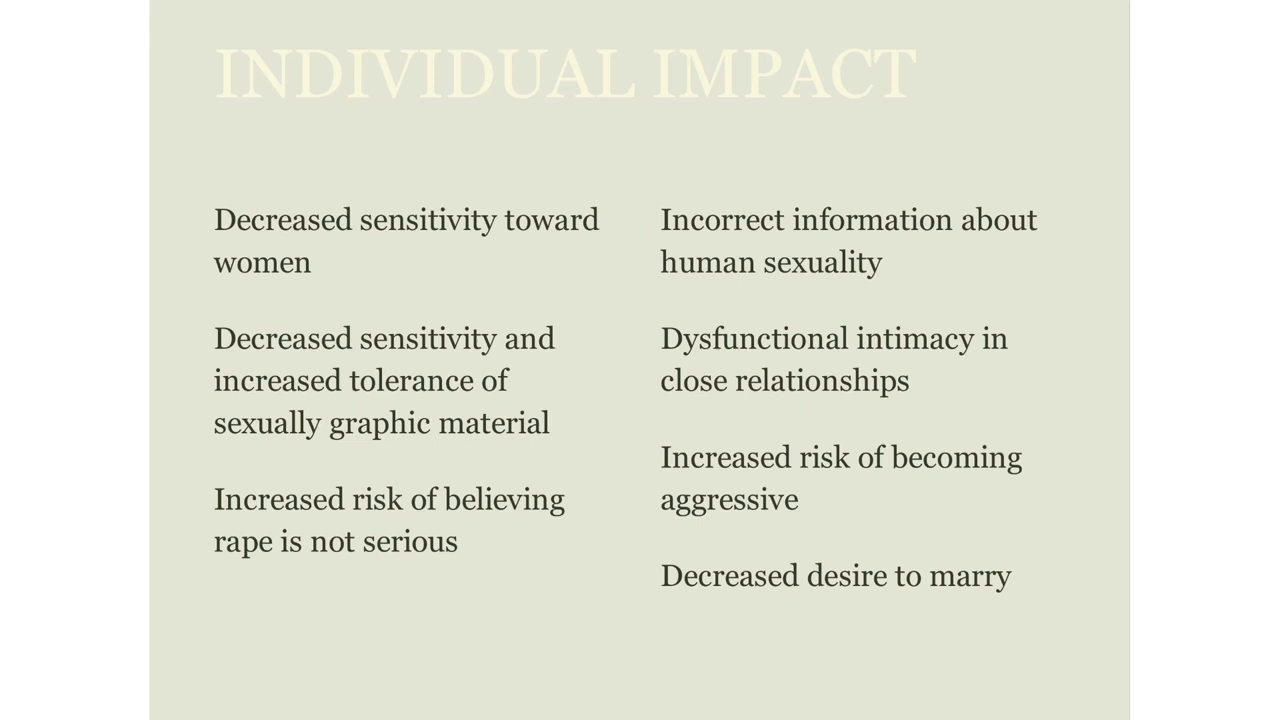 INDIVIDUAL IMPACT
Decreased sensitivity toward
women
Decreased sensitivity and
increased tolerance of
sexually graphic material
Increased risk of believing
rape is not serious
Incorrect information about
human sexuality
Dysfunctional intimacy in
close relationships
Increased risk of becoming
aggressive
Decreased desire to marry